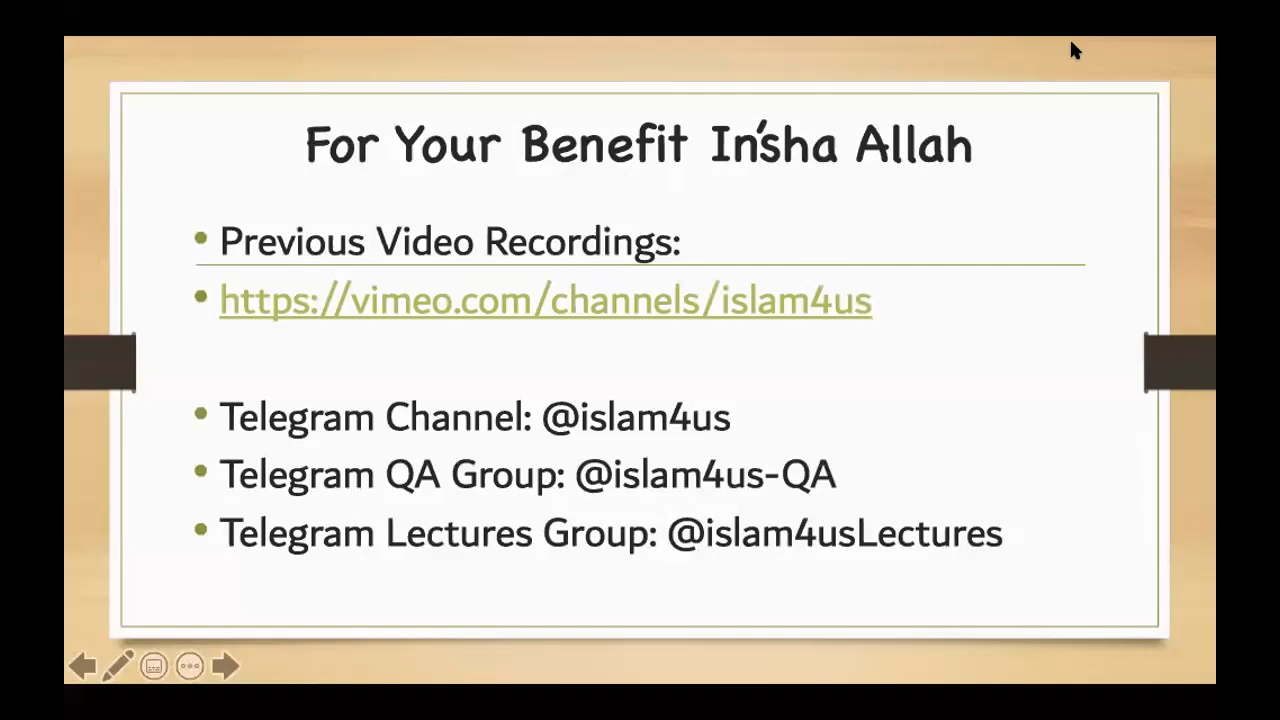 For Your Benefit In'sha Allah
• Previous Video Recordings:
• https://vimeo.com/channels/islam4us
• Telegram Channel: @islam4us
• Telegram QA Group: @islam4us-QA
• Telegram Lectures Group: @islam4usLectures